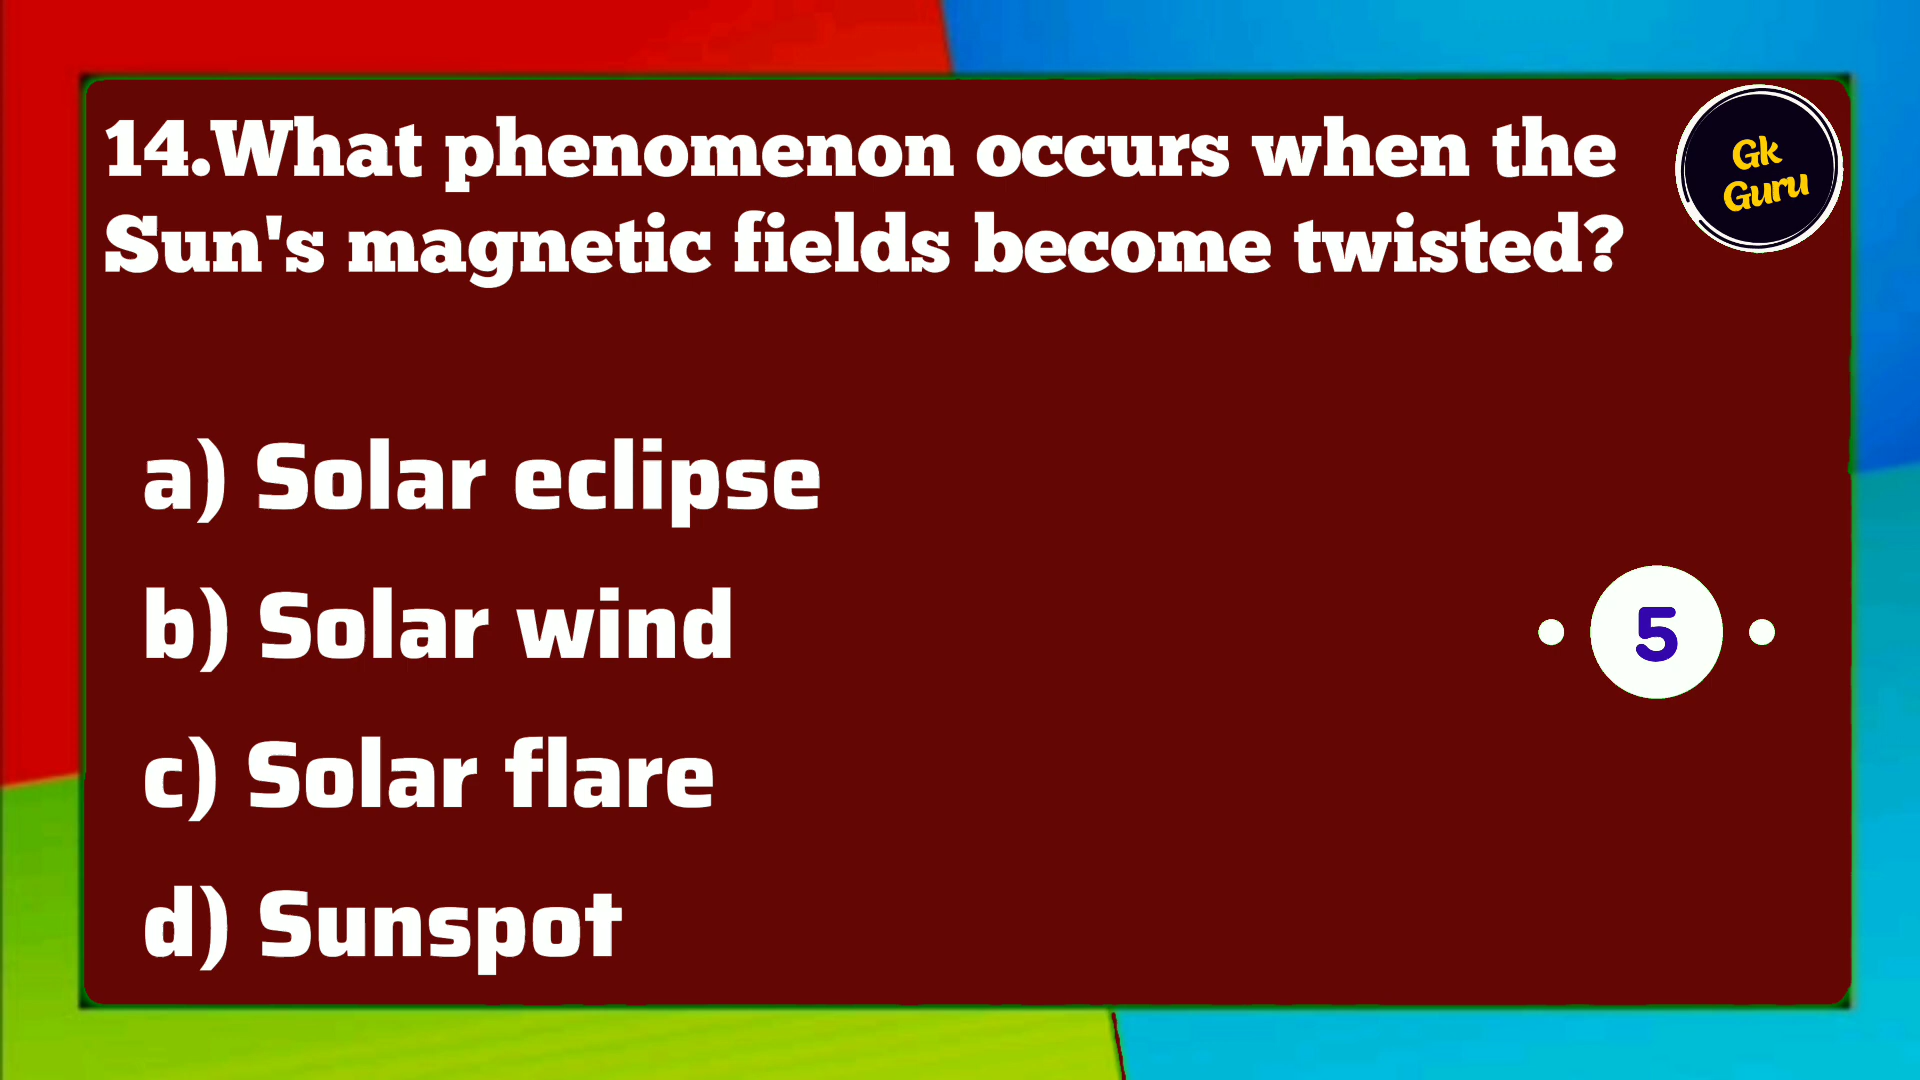 14.What phenomenon occurs when the
Sun's magnetic fields become twisted?
Gk
Guru
a) Solar eclipse
b) Solar wind
5
c) Solar flare
d) Sunspot